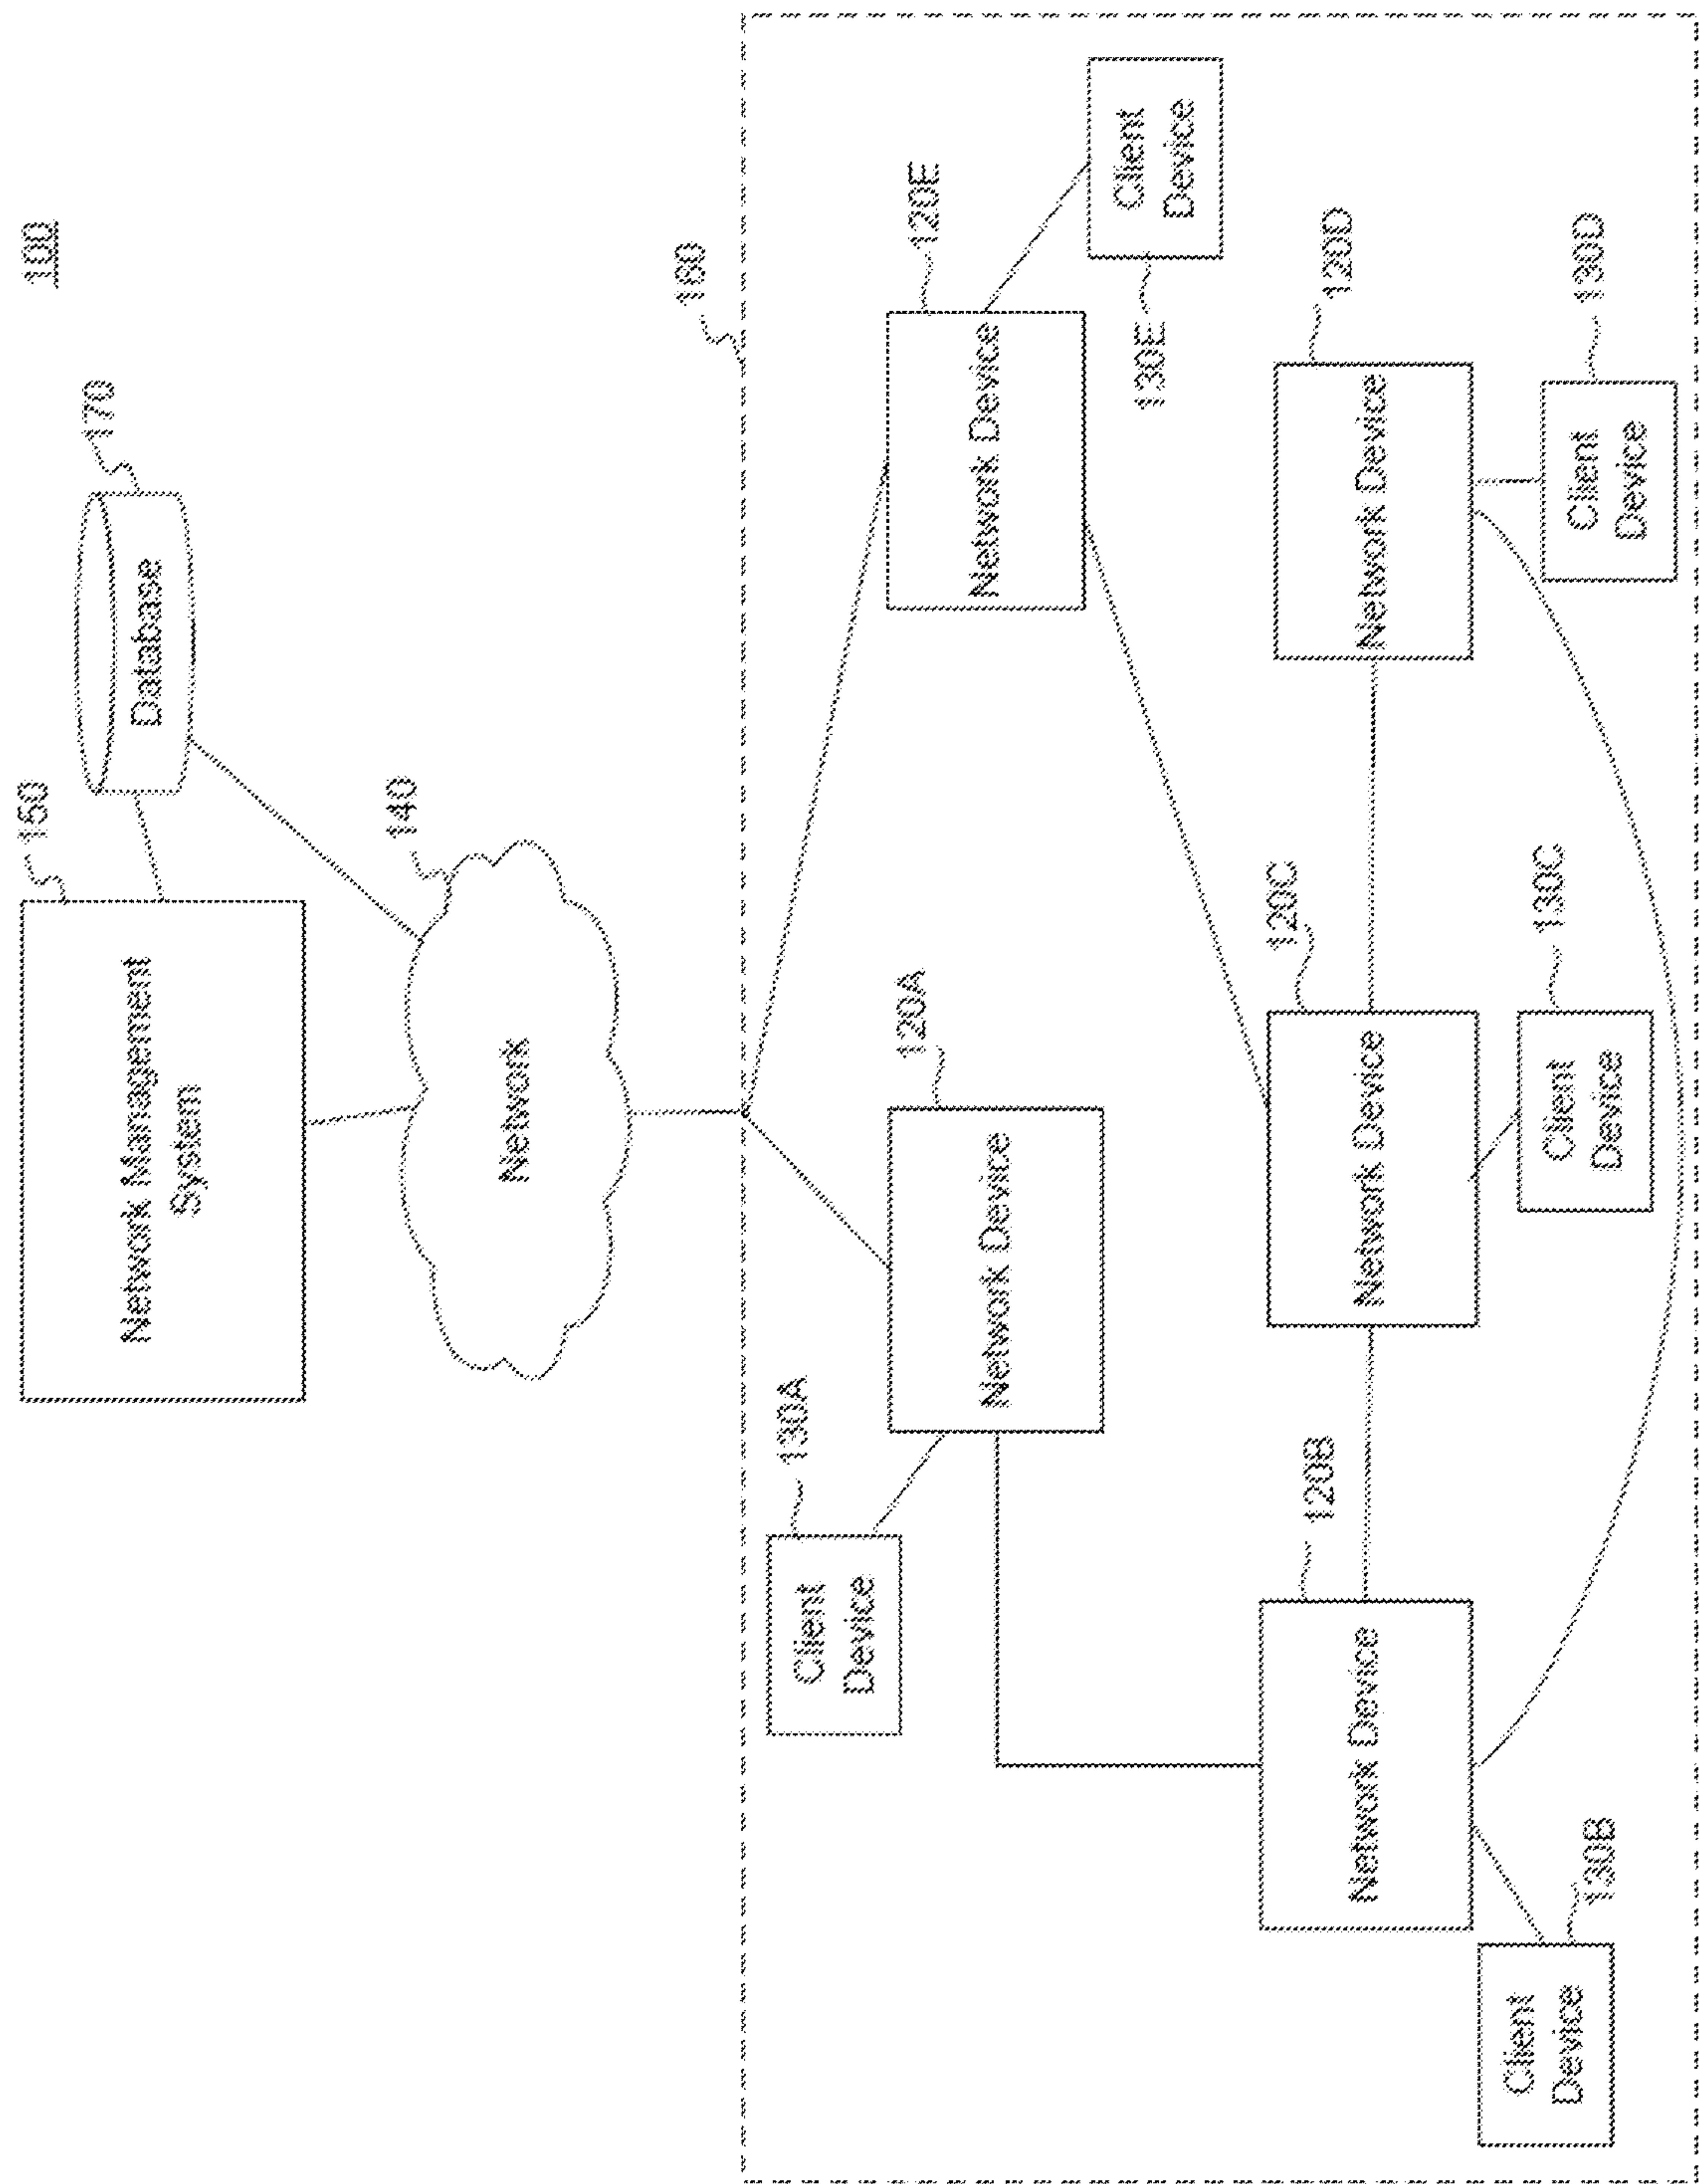 100
150
Network Management
System
Database
170
140
Network
160
130A
Client
Device
120A
Network Device
120E
Network Device
Client
Device
130E
120B
Network Device
120C
Network Device
120D
Network Device
Client
Device
130B
Client
Device
130C
Client
Device
130D